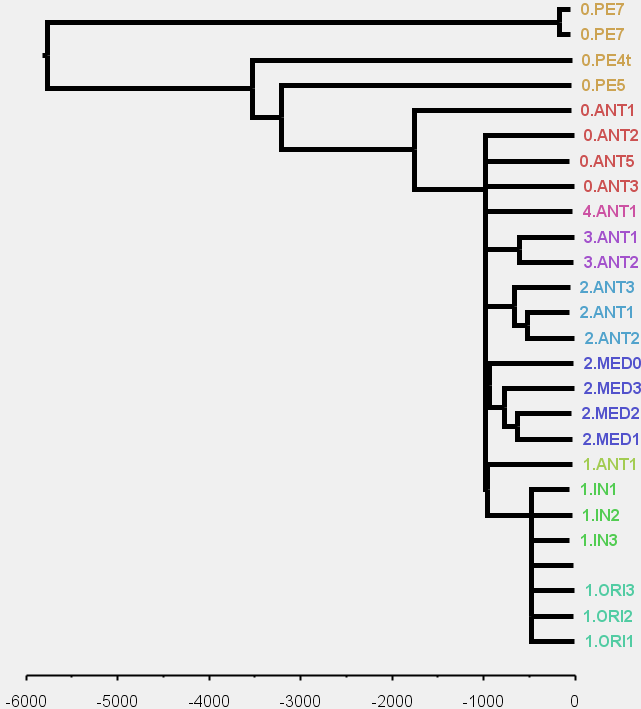 0.PE7
0.PE7
0.PE4t
0.PE5
0.ANT1
0.ANT2
0.ANT5
0.ANT3
4.ANT1
3.ANT1
3.ANT2
2.ANT3
2.ANT1
2.ANT2
2.MED0
2.MED3
2.MED2
2.MED1
1.ANT1
1.IN1
1.IN2
1.IN3
1.ORI3
1.ORI2
1.ORI1
-6000 -5000 -4000 -3000 -2000 -1000 0